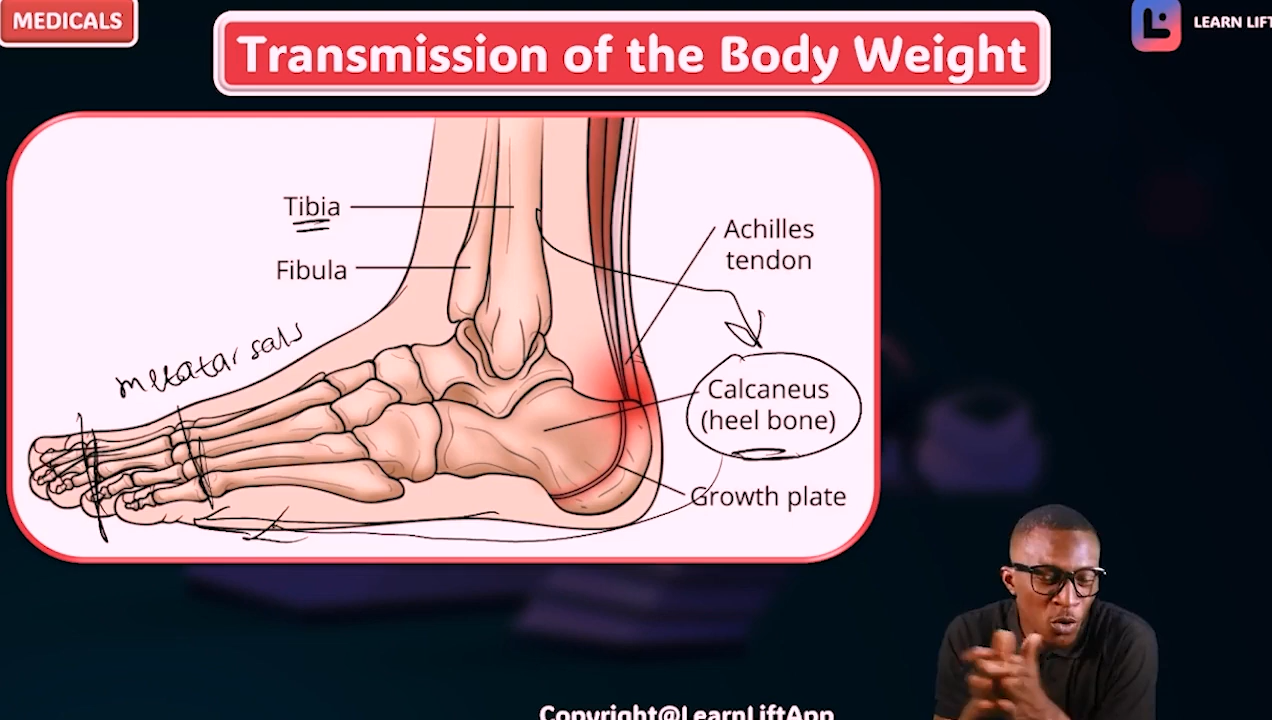 MEDICALS
Transmission of the Body Weight
LEARN LIFT
Tibia
Fibula
Achilles
tendon
metatarsals
Calcaneus
(heel bone)
Growth plate
Copyright@LearnLiftApp